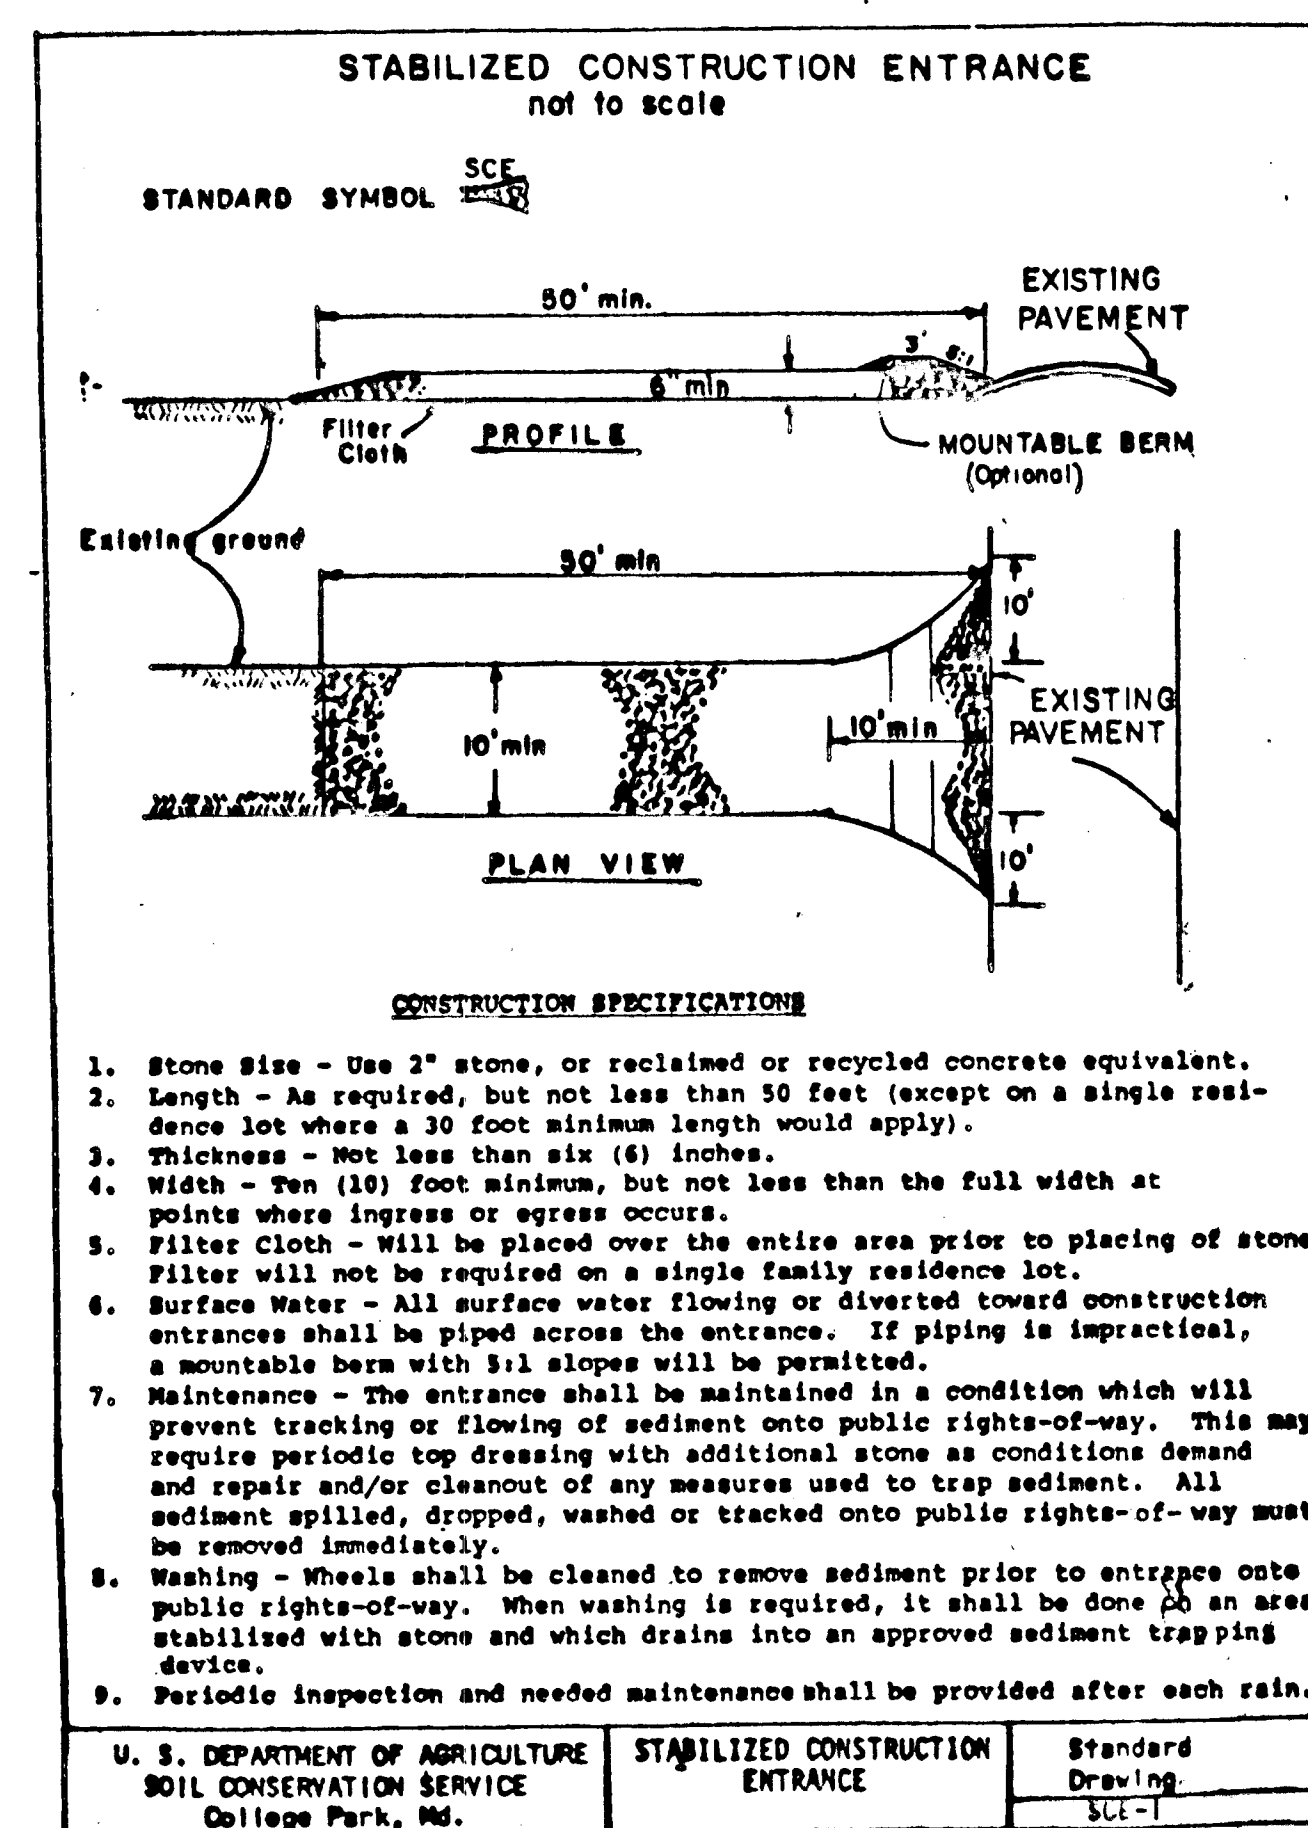 STABILIZED CONSTRUCTION ENTRANCE
not to scale
SCE
STANDARD SYMBOL
50' min.
EXISTING
PAVEMENT
3'
5:1
6" min
Filter
Cloth
PROFILE
MOUNTABLE BERM
(Optional)
Existing ground
50' min
10'
EXISTING
PAVEMENT
10' min
10' min
10'
PLAN VIEW
CONSTRUCTION SPECIFICATIONS
1. Stone Size - Use 2" stone, or reclaimed or recycled concrete equivalent.
2. Length - As required, but not less than 50 feet (except on a single resi-
dence lot where a 30 foot minimum length would apply).
3. Thickness - Not less than six (6) inches.
4. Width - Ten (10) foot minimum, but not less than the full width at
points where ingress or egress occurs.
5. Filter Cloth - Will be placed over the entire area prior to placing of stone
Filter will not be required on a single family residence lot.
6. Surface Water - All surface water flowing or diverted toward construction
entrances shall be piped across the entrance. If piping is impractical,
a mountable berm with 5:1 slopes will be permitted.
7. Maintenance - The entrance shall be maintained in a condition which will
prevent tracking or flowing of sediment onto public rights-of-way. This may
require periodic top dressing with additional stone as conditions demand
and repair and/or cleanout of any measures used to trap sediment. All
sediment spilled, dropped, washed or tracked onto public rights-of-way must
be removed immediately.
8. Washing - Wheels shall be cleaned to remove sediment prior to entrance onto
public rights-of-way. When washing is required, it shall be done on an area
stabilized with stone and which drains into an approved sediment trapping
device.
9. Periodic inspection and needed maintenance shall be provided after each rain.
U. S. DEPARTMENT OF AGRICULTURE
SOIL CONSERVATION SERVICE
College Park, Md.
STABILIZED CONSTRUCTION
ENTRANCE
Standard
Drawing
SCE-1